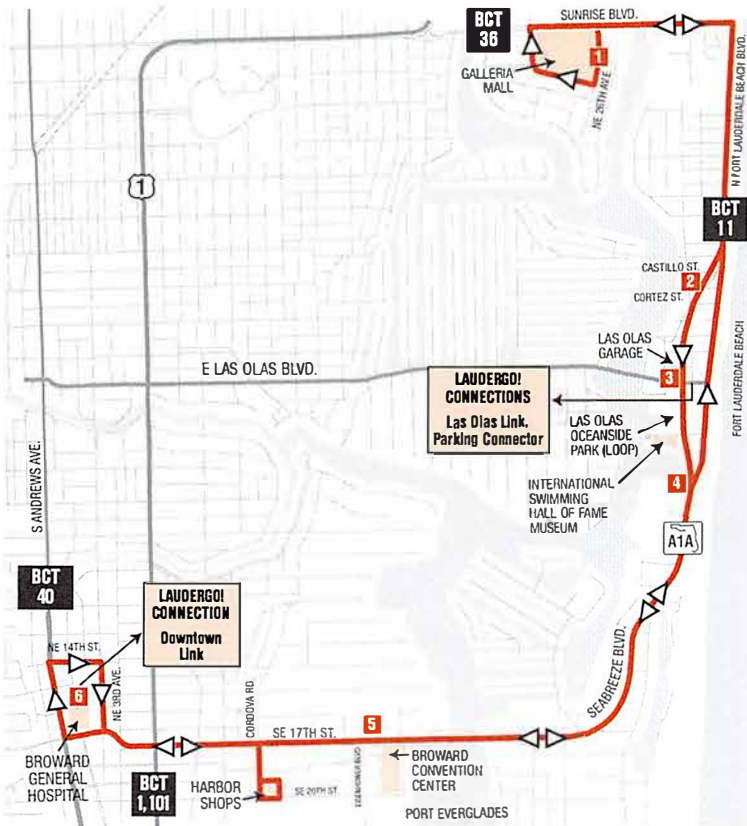 BCT
36
SUNRISE BLVD.
GALLERIA
MALL
1
NE 26TH AVE
N FORT LAUDERDALE BEACH BLVD.
1
BCT
11
CASTILLO ST.
2
CORTEZ ST.
LAS OLAS
GARAGE
FORT LAUDERDALE BEACH
E LAS OLAS BLVD.
3
LAUDERGO!
CONNECTIONS
Las Olas Link,
Parking Connector
LAS OLAS
OCEANSIDE
PARK (LOOP)
S ANDREWS AVE.
INTERNATIONAL
SWIMMING
HALL OF FAME
MUSEUM
4
A1A
BCT
40
LAUDERGO!
CONNECTION
Downtown
Link
NE 14TH ST.
6
NE 3RD AVE.
SEABREEZE BLVD.
CORDOVA RD
SE 17TH ST.
5
BROWARD
GENERAL
HOSPITAL
BCT
1,101
HARBOR
SHOPS
SE 20TH ST.
EISENHOWER BLVD
BROWARD
CONVENTION
CENTER
PORT EVERGLADES